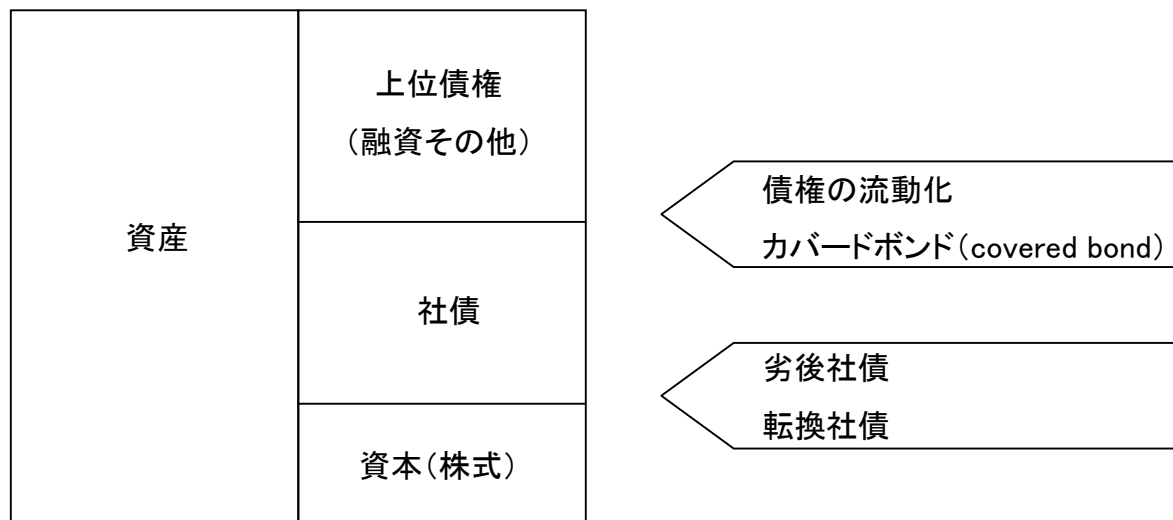 上位債権
（融資その他）
資産
社債
資本（株式）
債権の流動化
カバードボンド（covered bond）
劣後社債
転換社債